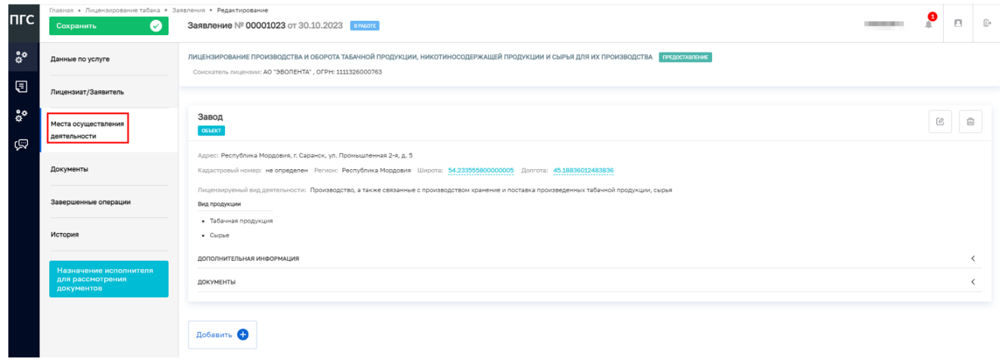 ПГС
Главная ▸ Лицензирование табака ▸ Заявления ▸ Редактирование
Сохранить
Заявление № 00001023 от 30.10.2023 В РАБОТЕ
1
Данные по услуге
Лицензиат/Заявитель
Места осуществления
деятельности
Документы
Завершенные операции
История
Назначение исполнителя
для рассмотрения
документов
ЛИЦЕНЗИРОВАНИЕ ПРОИЗВОДСТВА И ОБОРОТА ТАБАЧНОЙ ПРОДУКЦИИ, НИКОТИНОСОДЕРЖАЩЕЙ ПРОДУКЦИИ И СЫРЬЯ ДЛЯ ИХ ПРОИЗВОДСТВА ПРЕДОСТАВЛЕНИЕ
Соискатель лицензии: АО "ЭВОЛЕНТА" , ОГРН: 1111326000763
Завод
ОБЪЕКТ
Адрес: Республика Мордовия, г. Саранск, ул. Промышленная 2-я, д. 5
Кадастровый номер: не определен Регион: Республика Мордовия Широта: 54.233555800000005 Долгота: 45.18836012483836
Лицензируемый вид деятельности: Производство, а также связанные с производством хранение и поставка произведенных табачной продукции, сырья
Вид продукции
• Табачная продукция
• Сырье
ДОПОЛНИТЕЛЬНАЯ ИНФОРМАЦИЯ
ДОКУМЕНТЫ
Добавить